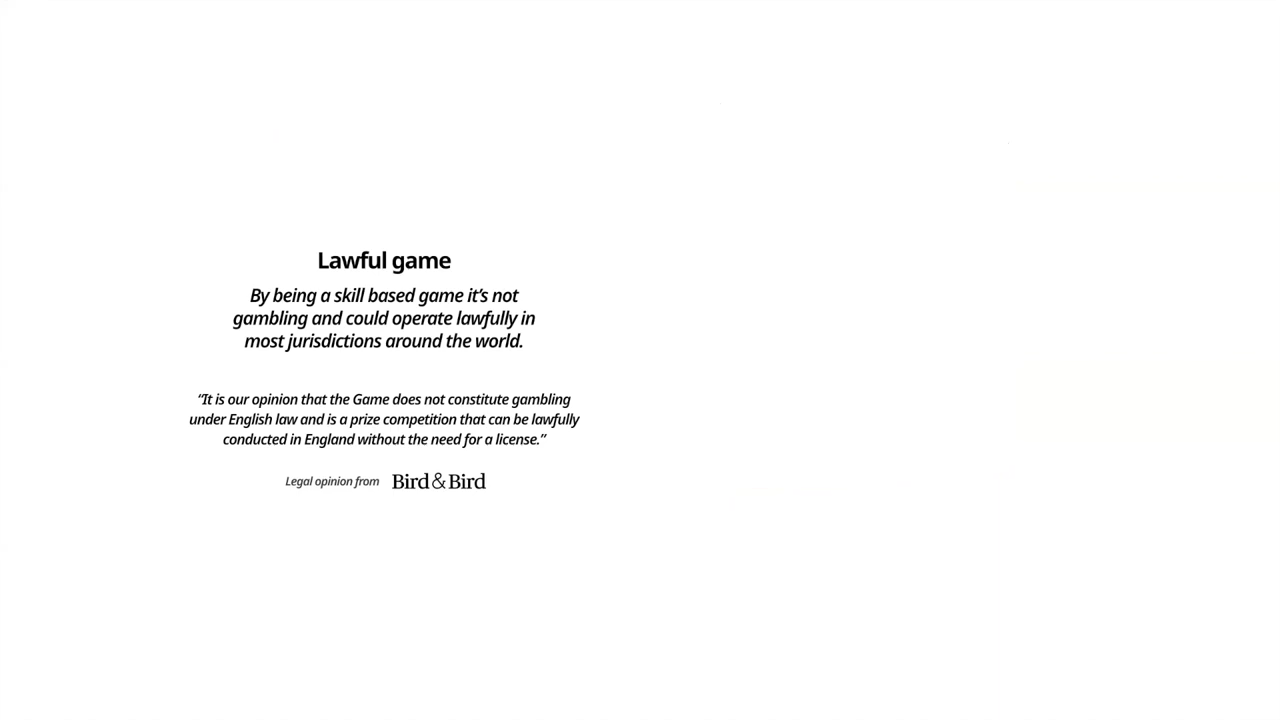 Lawful game
By being a skill based game it’s not
gambling and could operate lawfully in
most jurisdictions around the world.
“It is our opinion that the Game does not constitute gambling
under English law and is a prize competition that can be lawfully
conducted in England without the need for a license.”
Legal opinion from Bird&Bird